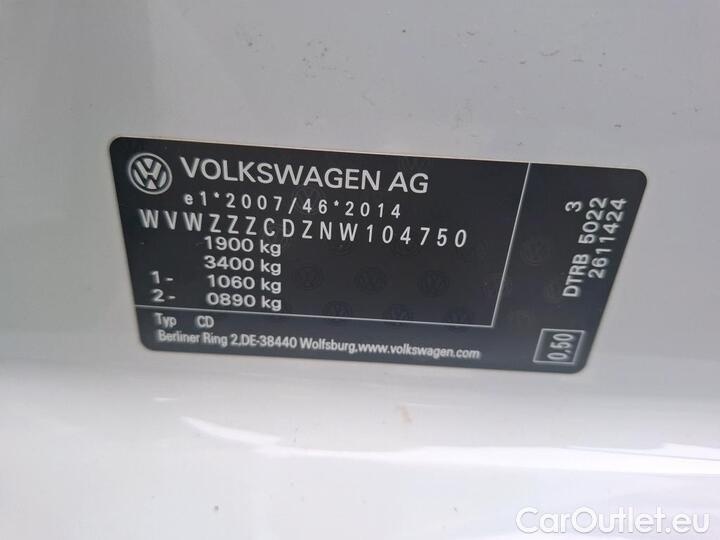 VOLKSWAGEN AG
e1*2007/46*2014
WVWZZZCDZNW104750
1900 kg
3400 kg
1- 1060 kg
2- 0890 kg
Typ CD
Berliner Ring 2,DE-38440 Wolfsburg,www.volkswagen.com
3
DTRB 5022
2611424
0,50
CarOutlet.eu